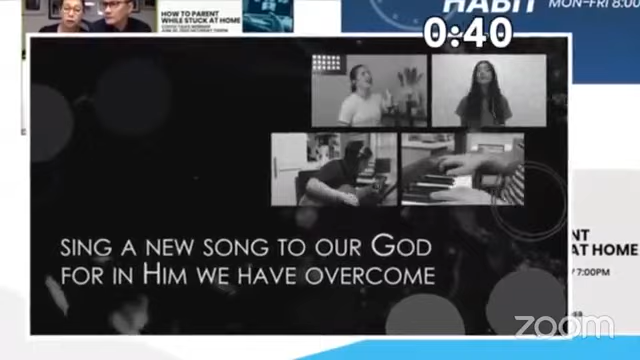 HOW TO PARENT
WHILE STUCK AT HOME
HABIT
MON-FRI 8:00
0:40
SING A NEW SONG TO OUR GOD
FOR IN HIM WE HAVE OVERCOME
NT
AT HOME
7:00PM
zoom